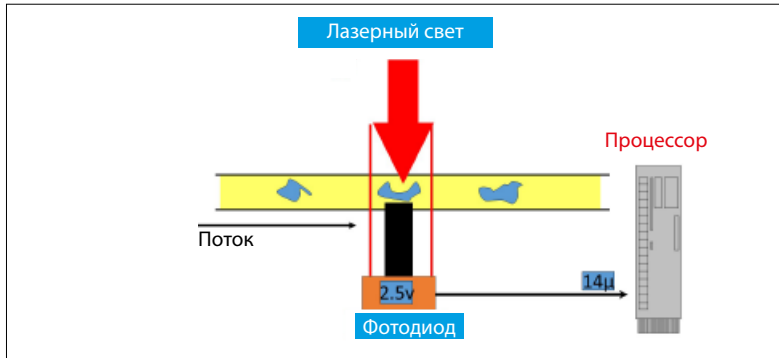 Лазерный свет
Процессор
Поток
14µ
2.5v
Фотодиод